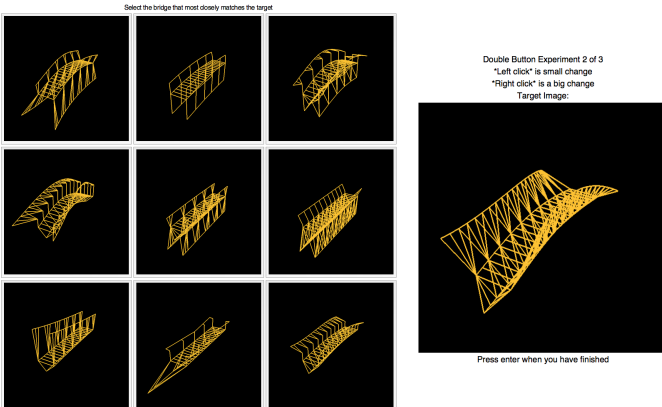 Select the bridge that most closely matches the target
Double Button Experiment 2 of 3
*Left click* is small change
*Right click* is a big change
Target Image:
Press enter when you have finished